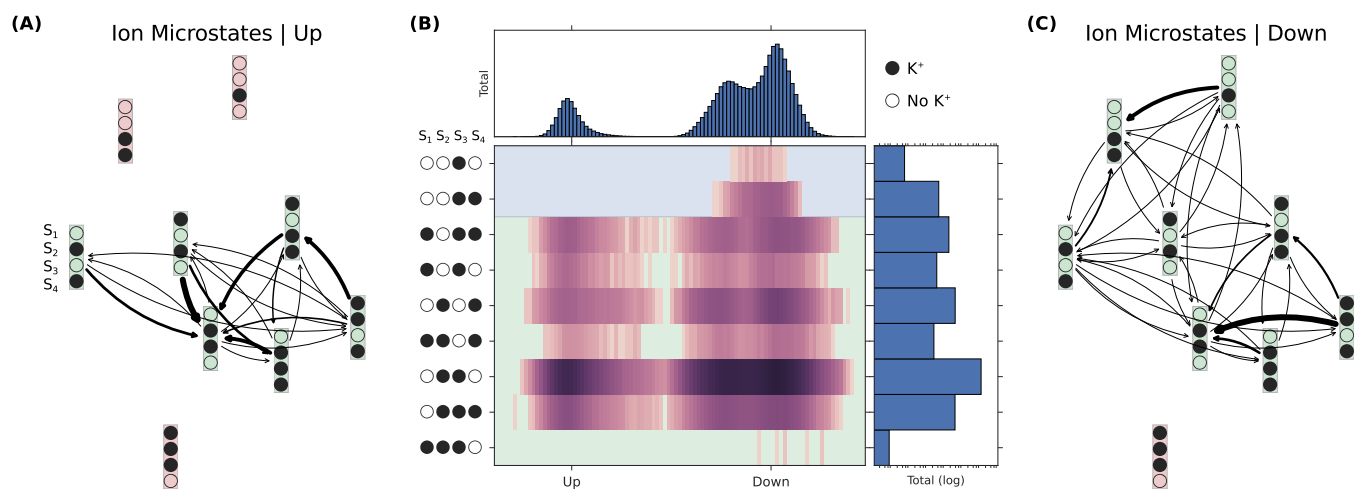 (A)
Ion Microstates | Up
S1
S2
S3
S4
(B)
Total
K+
No K+
S1 S2 S3 S4
Up
Down
Total (log)
(C)
Ion Microstates | Down